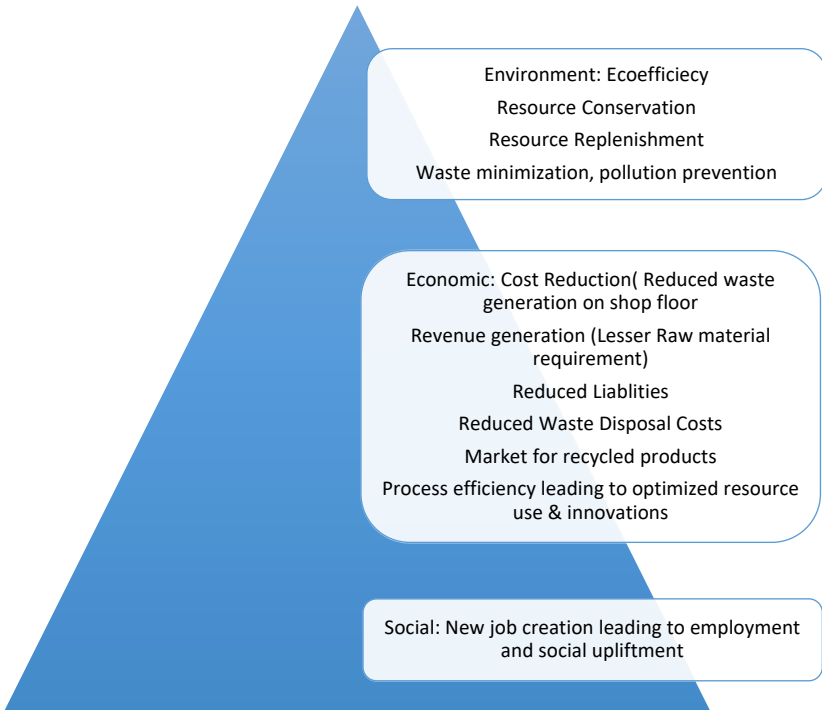 Environment: Ecoefficiecy
Resource Conservation
Resource Replenishment
Waste minimization, pollution prevention
Economic: Cost Reduction( Reduced waste
generation on shop floor
Revenue generation (Lesser Raw material
requirement)
Reduced Liablities
Reduced Waste Disposal Costs
Market for recycled products
Process efficiency leading to optimized resource
use & innovations
Social: New job creation leading to employment
and social upliftment